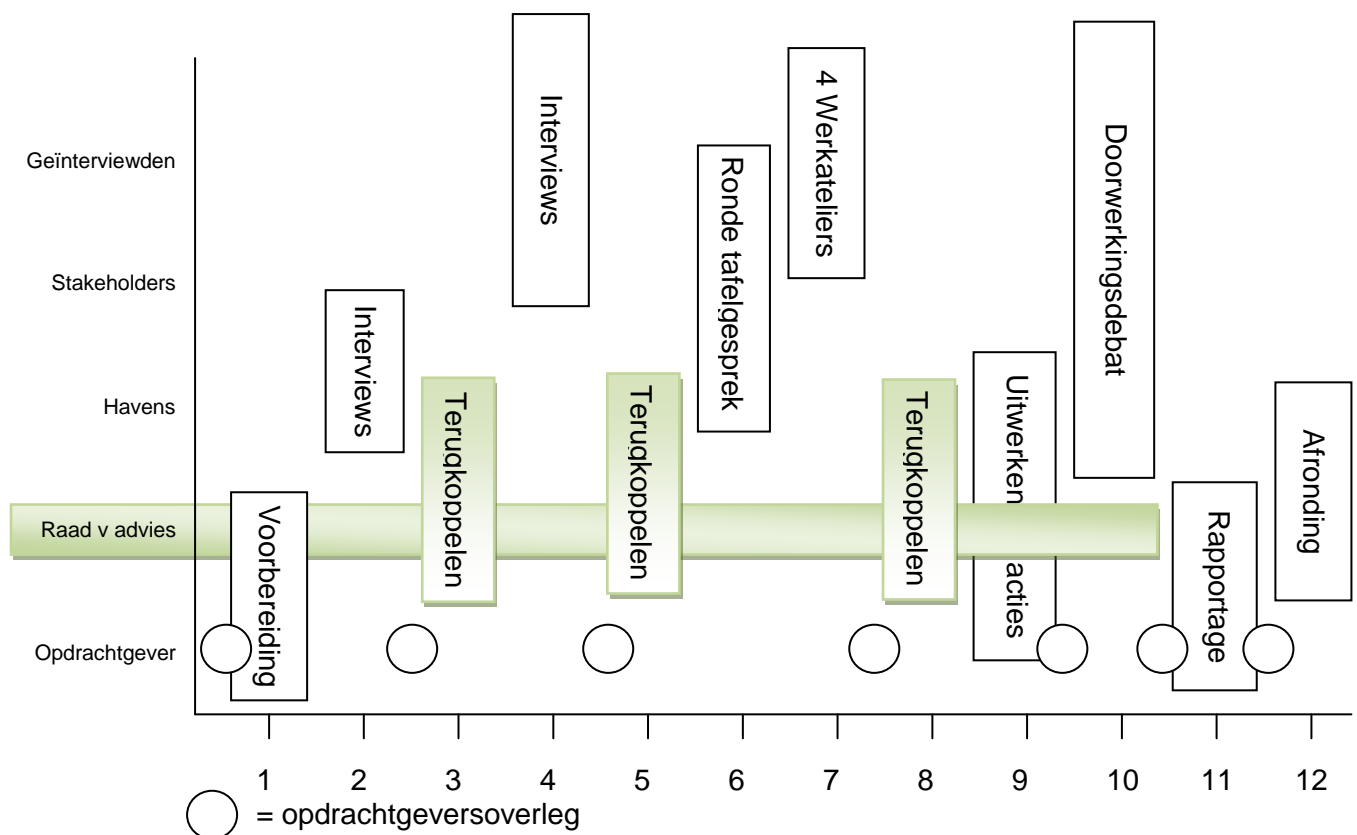 Geïnterviewden
Stakeholders
Havens
Raad v advies
Opdrachtgever
Voorbereiding
Interviews
Terugkoppelen
Interviews
Terugkoppelen
Ronde tafelgesprek
4 Werkateliers
Terugkoppelen
Uitwerken acties
Doorwerkingsdebat
Rapportage
Afronding
1 2 3 4 5 6 7 8 9 10 11 12
= opdrachtgeversoverleg